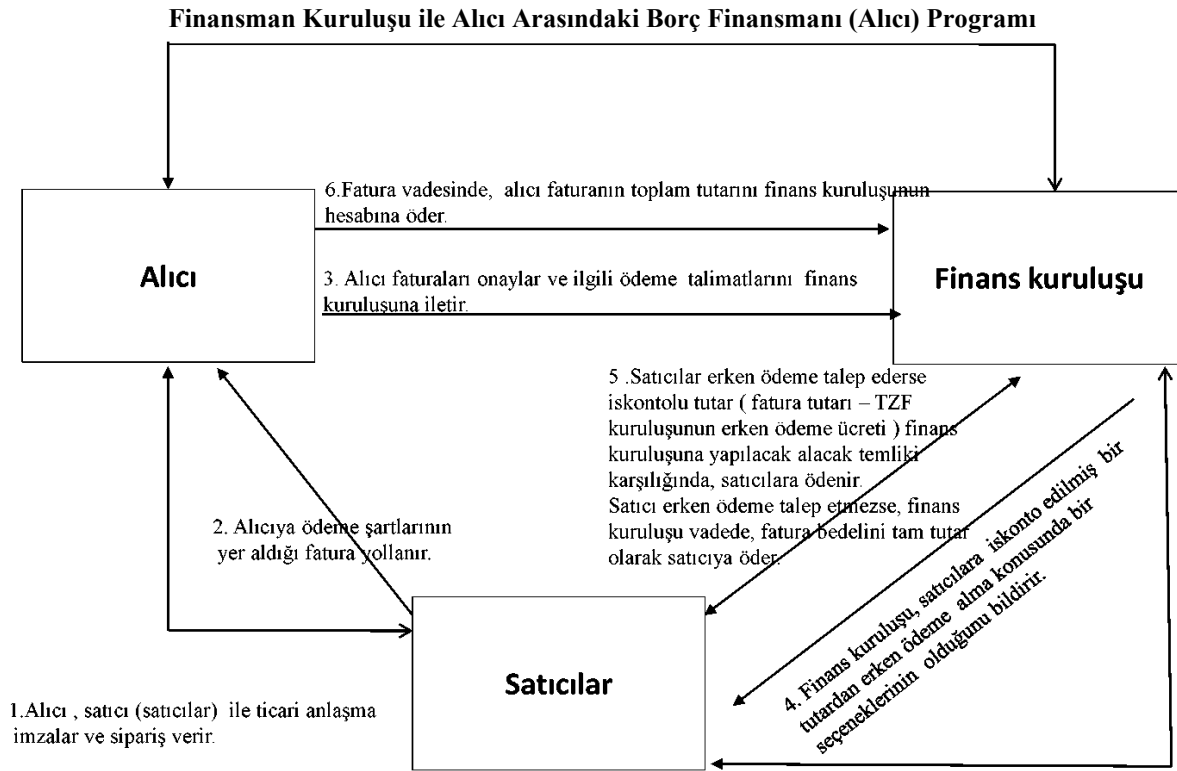 Finansman Kuruluşu ile Alıcı Arasındaki Borç Finansmanı (Alıcı) Programı
6.Fatura vadesinde, alıcı faturanın toplam tutarını finans kuruluşunun
hesabına öder.
Alıcı
Finans kuruluşu
3. Alıcı faturaları onaylar ve ilgili ödeme talimatlarını finans
kuruluşuna iletir.
5 .Satıcılar erken ödeme talep ederse
iskontolu tutar ( fatura tutarı – TZF
kuruluşunun erken ödeme ücreti ) finans
kuruluşuna yapılacak alacak temliki
karşılığında, satıcılara ödenir.
Satıcı erken ödeme talep etmezse, finans
kuruluşu vadede, fatura bedelini tam tutar
olarak satıcıya öder.
2. Alıcıya ödeme şartlarının
yer aldığı fatura yollanır.
4. Finans kuruluşu, satıcılara iskonto edilmiş bir
tutardan erken ödeme alma konusunda bir
seçeneklerinin olduğunu bildirir.
Satıcılar
1.Alıcı , satıcı (satıcılar) ile ticari anlaşma
imzalar ve sipariş verir.